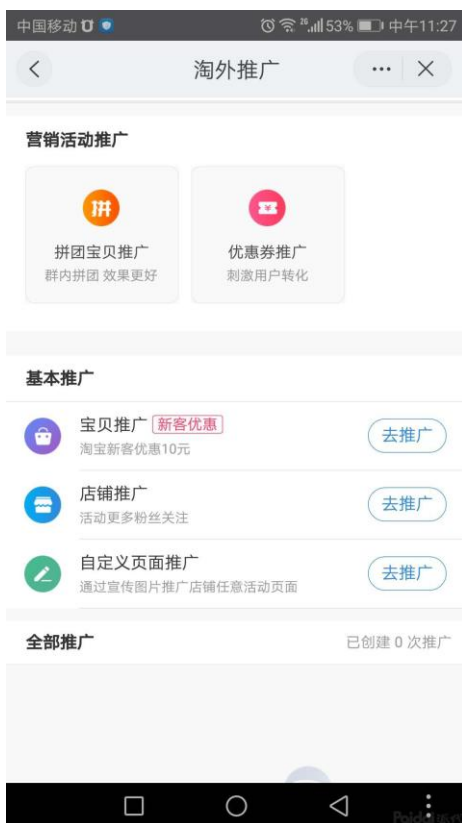 中国移动 26 53% 中午11:27
淘外推广
营销活动推广
拼
拼团宝贝推广
群内拼团 效果更好
优惠券推广
刺激用户转化
基本推广
宝贝推广 新客优惠
淘宝新客优惠10元
去推广
店铺推广
活动更多粉丝关注
去推广
自定义页面推广
通过宣传图片推广店铺任意活动页面
去推广
全部推广 已创建 0 次推广